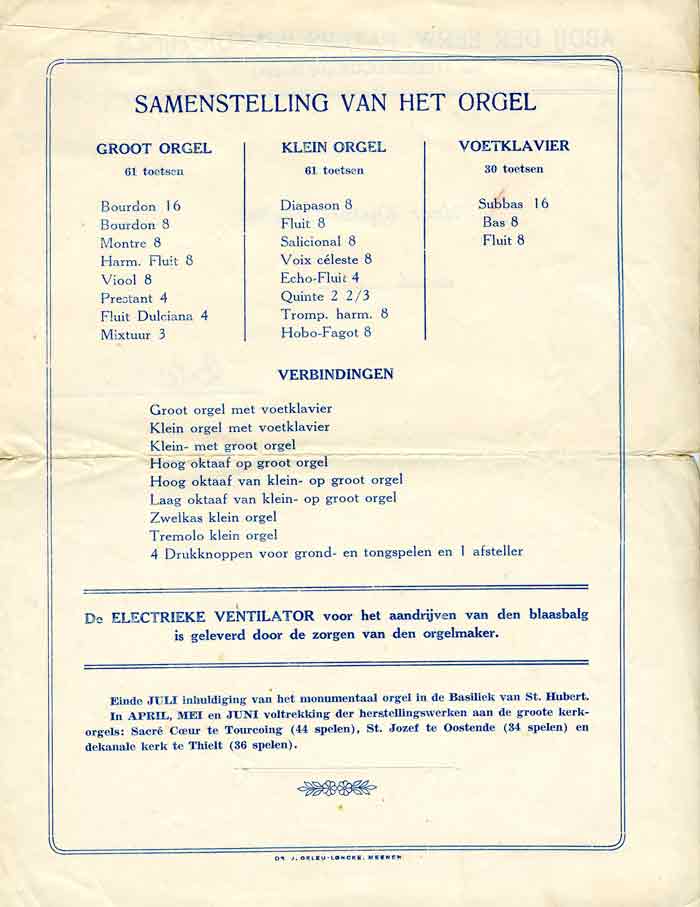 SAMENSTELLING VAN HET ORGEL
GROOT ORGEL
61 toetsen
Bourdon 16
Bourdon 8
Montre 8
Harm. Fluit 8
Viool 8
Prestant 4
Fluit Dulciana 4
Mixtuur 3
KLEIN ORGEL
61 toetsen
Diapason 8
Fluit 8
Salicional 8
Voix céleste 8
Echo-Fluit 4
Quinte 2 2/3
Tromp. harm. 8
Hobo-Fagot 8
VOETKLAVIER
30 toetsen
Subbas 16
Bas 8
Fluit 8
VERBINDINGEN
Groot orgel met voetklavier
Klein orgel met voetklavier
Klein- met groot orgel
Hoog oktaaf op groot orgel
Hoog oktaaf van klein- op groot orgel
Laag oktaaf van klein- op groot orgel
Zwelkas klein orgel
Tremolo klein orgel
4 Drukknoppen voor grond- en tongspelen en 1 afsteller
De ELECTRIEKE VENTILATOR voor het aandrijven van den blaasbalg
is geleverd door de zorgen van den orgelmaker.
Einde JULI inhuldiging van het monumentaal orgel in de Basiliek van St. Hubert.
In APRIL, MEI en JUNI voltrekking der herstellingswerken aan de groote kerk-
orgels: Sacré Cœur te Tourcoing (44 spelen), St. Jozef te Oostende (34 spelen) en
dekanale kerk te Thielt (36 spelen).
DR. J. ORLEU-LONCKE, MEENEN